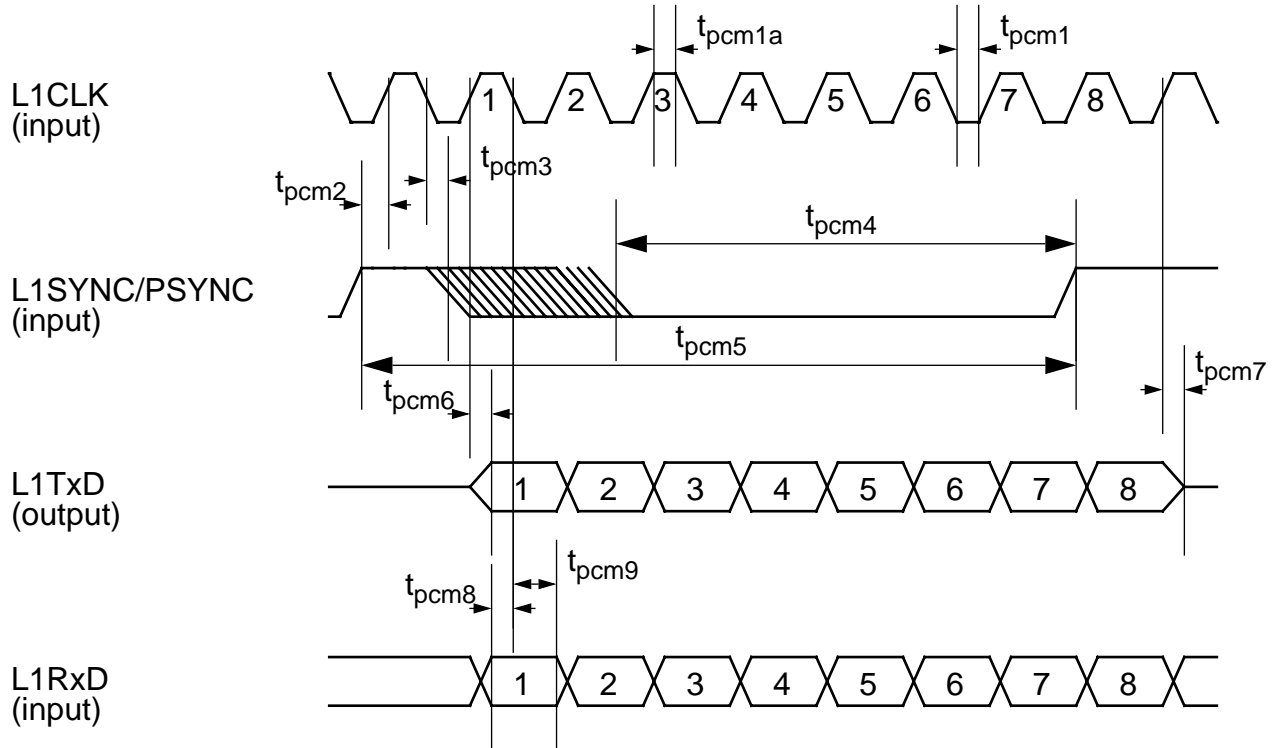 tpcm1a
tpcm1
L1CLK
(input)
1 2 3 4 5 6 7 8
tpcm3
tpcm2
tpcm4
L1SYNC/PSYNC
(input)
tpcm5
tpcm7
tpcm6
L1TxD
(output)
1 2 3 4 5 6 7 8
tpcm9
tpcm8
L1RxD
(input)
1 2 3 4 5 6 7 8